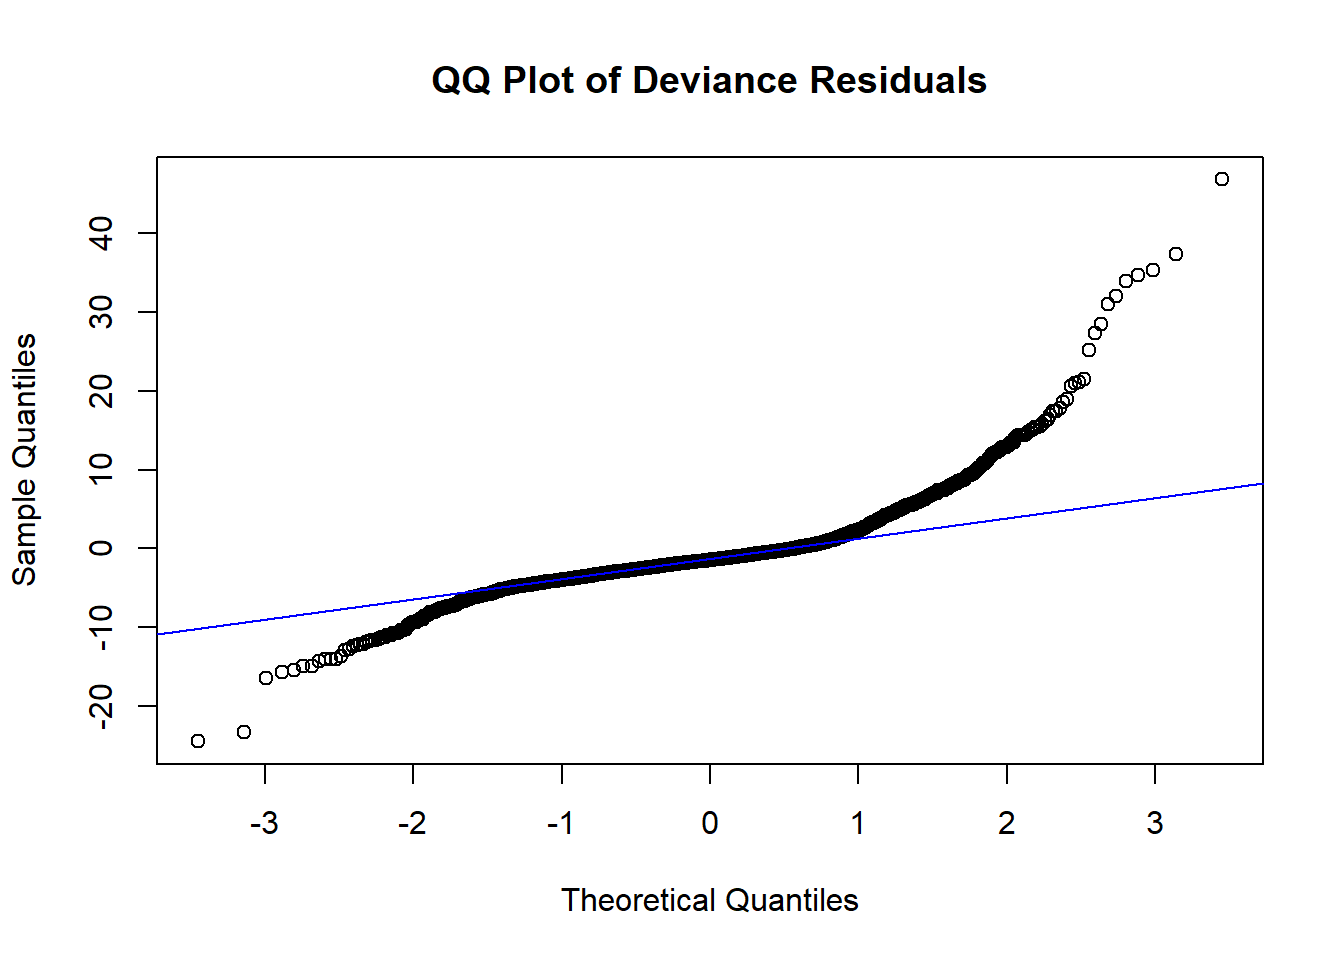 QQ Plot of Deviance Residuals
Sample Quantiles
40
30
20
10
0
-10
-20
-3 -2 -1 0 1 2 3
Theoretical Quantiles